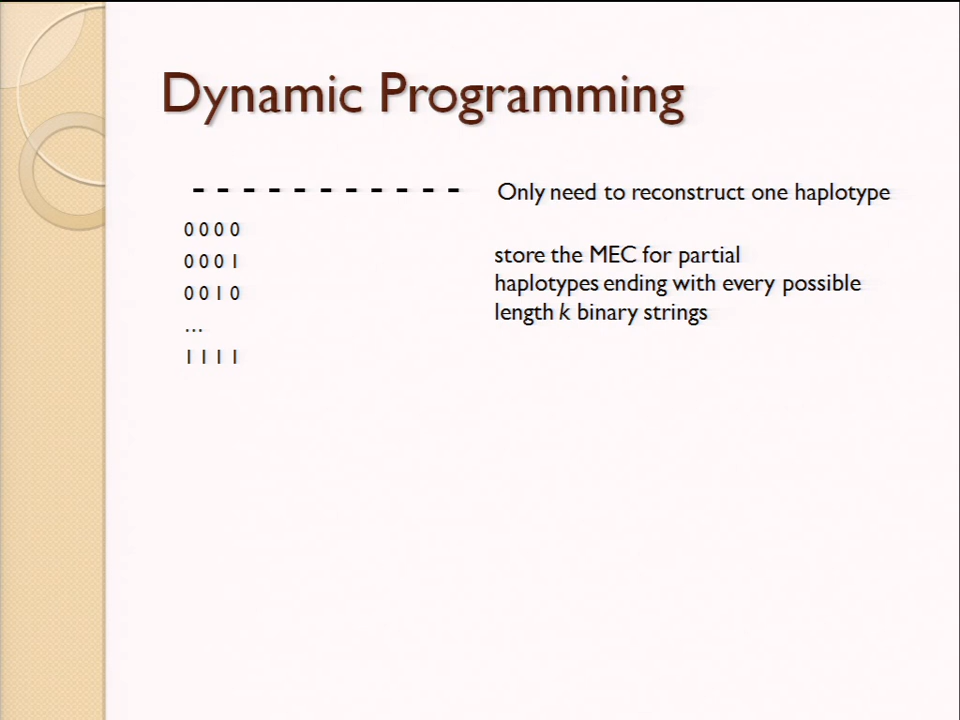 Dynamic Programming
- - - - - - - - - - -
Only need to reconstruct one haplotype
0 0 0 0
0 0 0 1
0 0 1 0
...
1 1 1 1
store the MEC for partial
haplotypes ending with every possible
length k binary strings